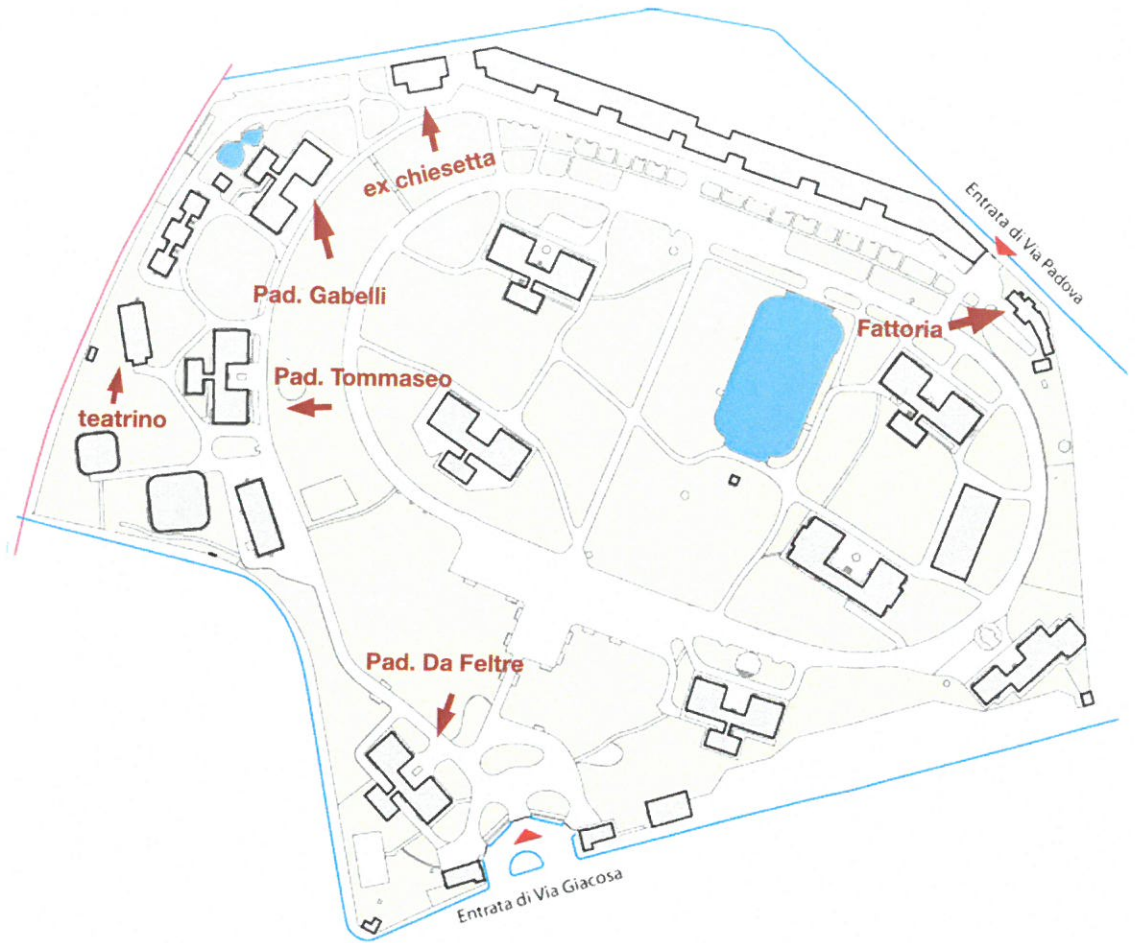 ex chiesetta
Entrata di Via Padova
Pad. Gabelli
Fattoria
Pad. Tommaseo
teatrino
Pad. Da Feltre
Entrata di Via Giacosa